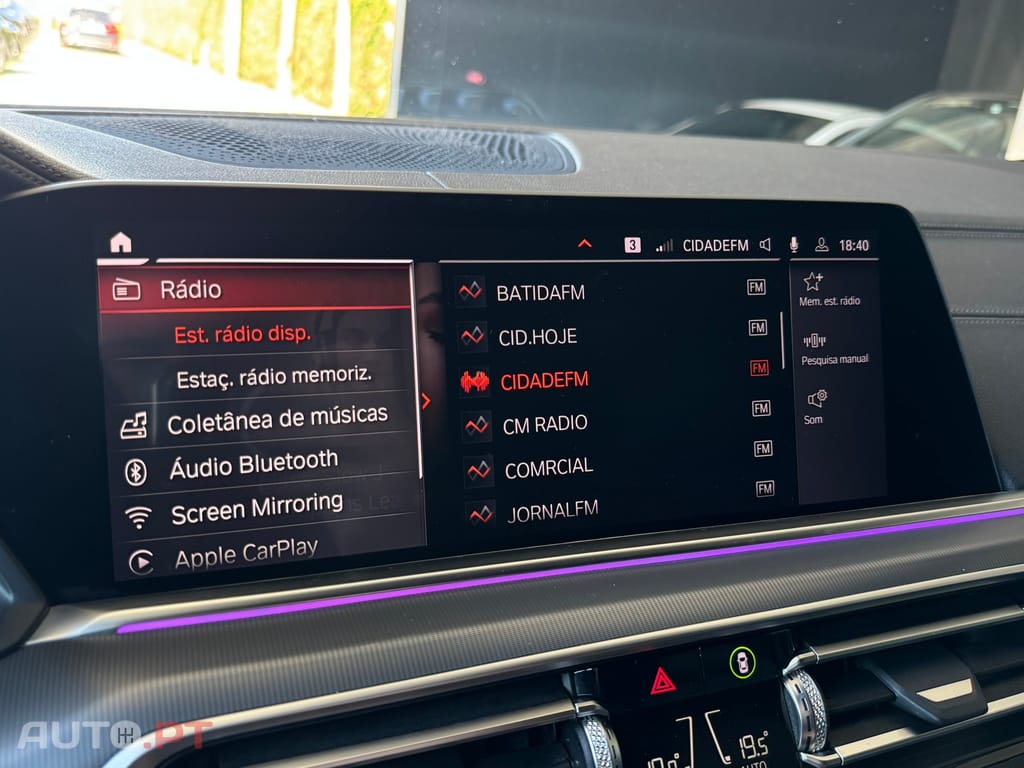 3 CIDADEFM 18:40
Rádio
Est. rádio disp.
Estaç. rádio memoriz.
Coletânea de músicas
Áudio Bluetooth
Screen Mirroring
Apple CarPlay
BATIDAFM FM
CID.HOJE FM
CIDADEFM FM
CM RADIO FM
COMRCIAL FM
JORNALFM FM
Mem. est. rádio
Pesquisa manual
Som
19.5°
AUTO
AUTO.PT